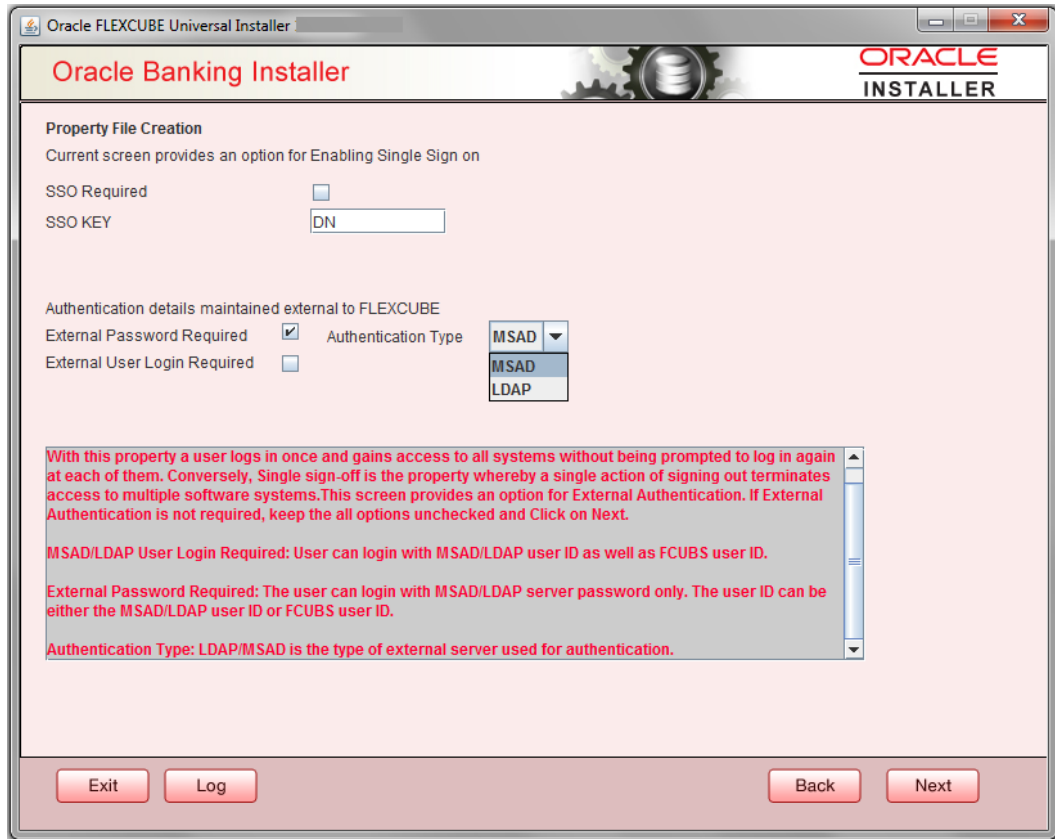 Oracle FLEXCUBE Universal Installer
Oracle Banking Installer
ORACLE
INSTALLER
Property File Creation
Current screen provides an option for Enabling Single Sign on
SSO Required
SSO KEY DN
Authentication details maintained external to FLEXCUBE
External Password Required Authentication Type MSAD
External User Login Required MSAD
LDAP
With this property a user logs in once and gains access to all systems without being prompted to log in again
at each of them. Conversely, Single sign-off is the property whereby a single action of signing out terminates
access to multiple software systems.This screen provides an option for External Authentication. If External
Authentication is not required, keep the all options unchecked and Click on Next.
MSAD/LDAP User Login Required: User can login with MSAD/LDAP user ID as well as FCUBS user ID.
External Password Required: The user can login with MSAD/LDAP server password only. The user ID can be
either the MSAD/LDAP user ID or FCUBS user ID.
Authentication Type: LDAP/MSAD is the type of external server used for authentication.
Exit Log Back Next